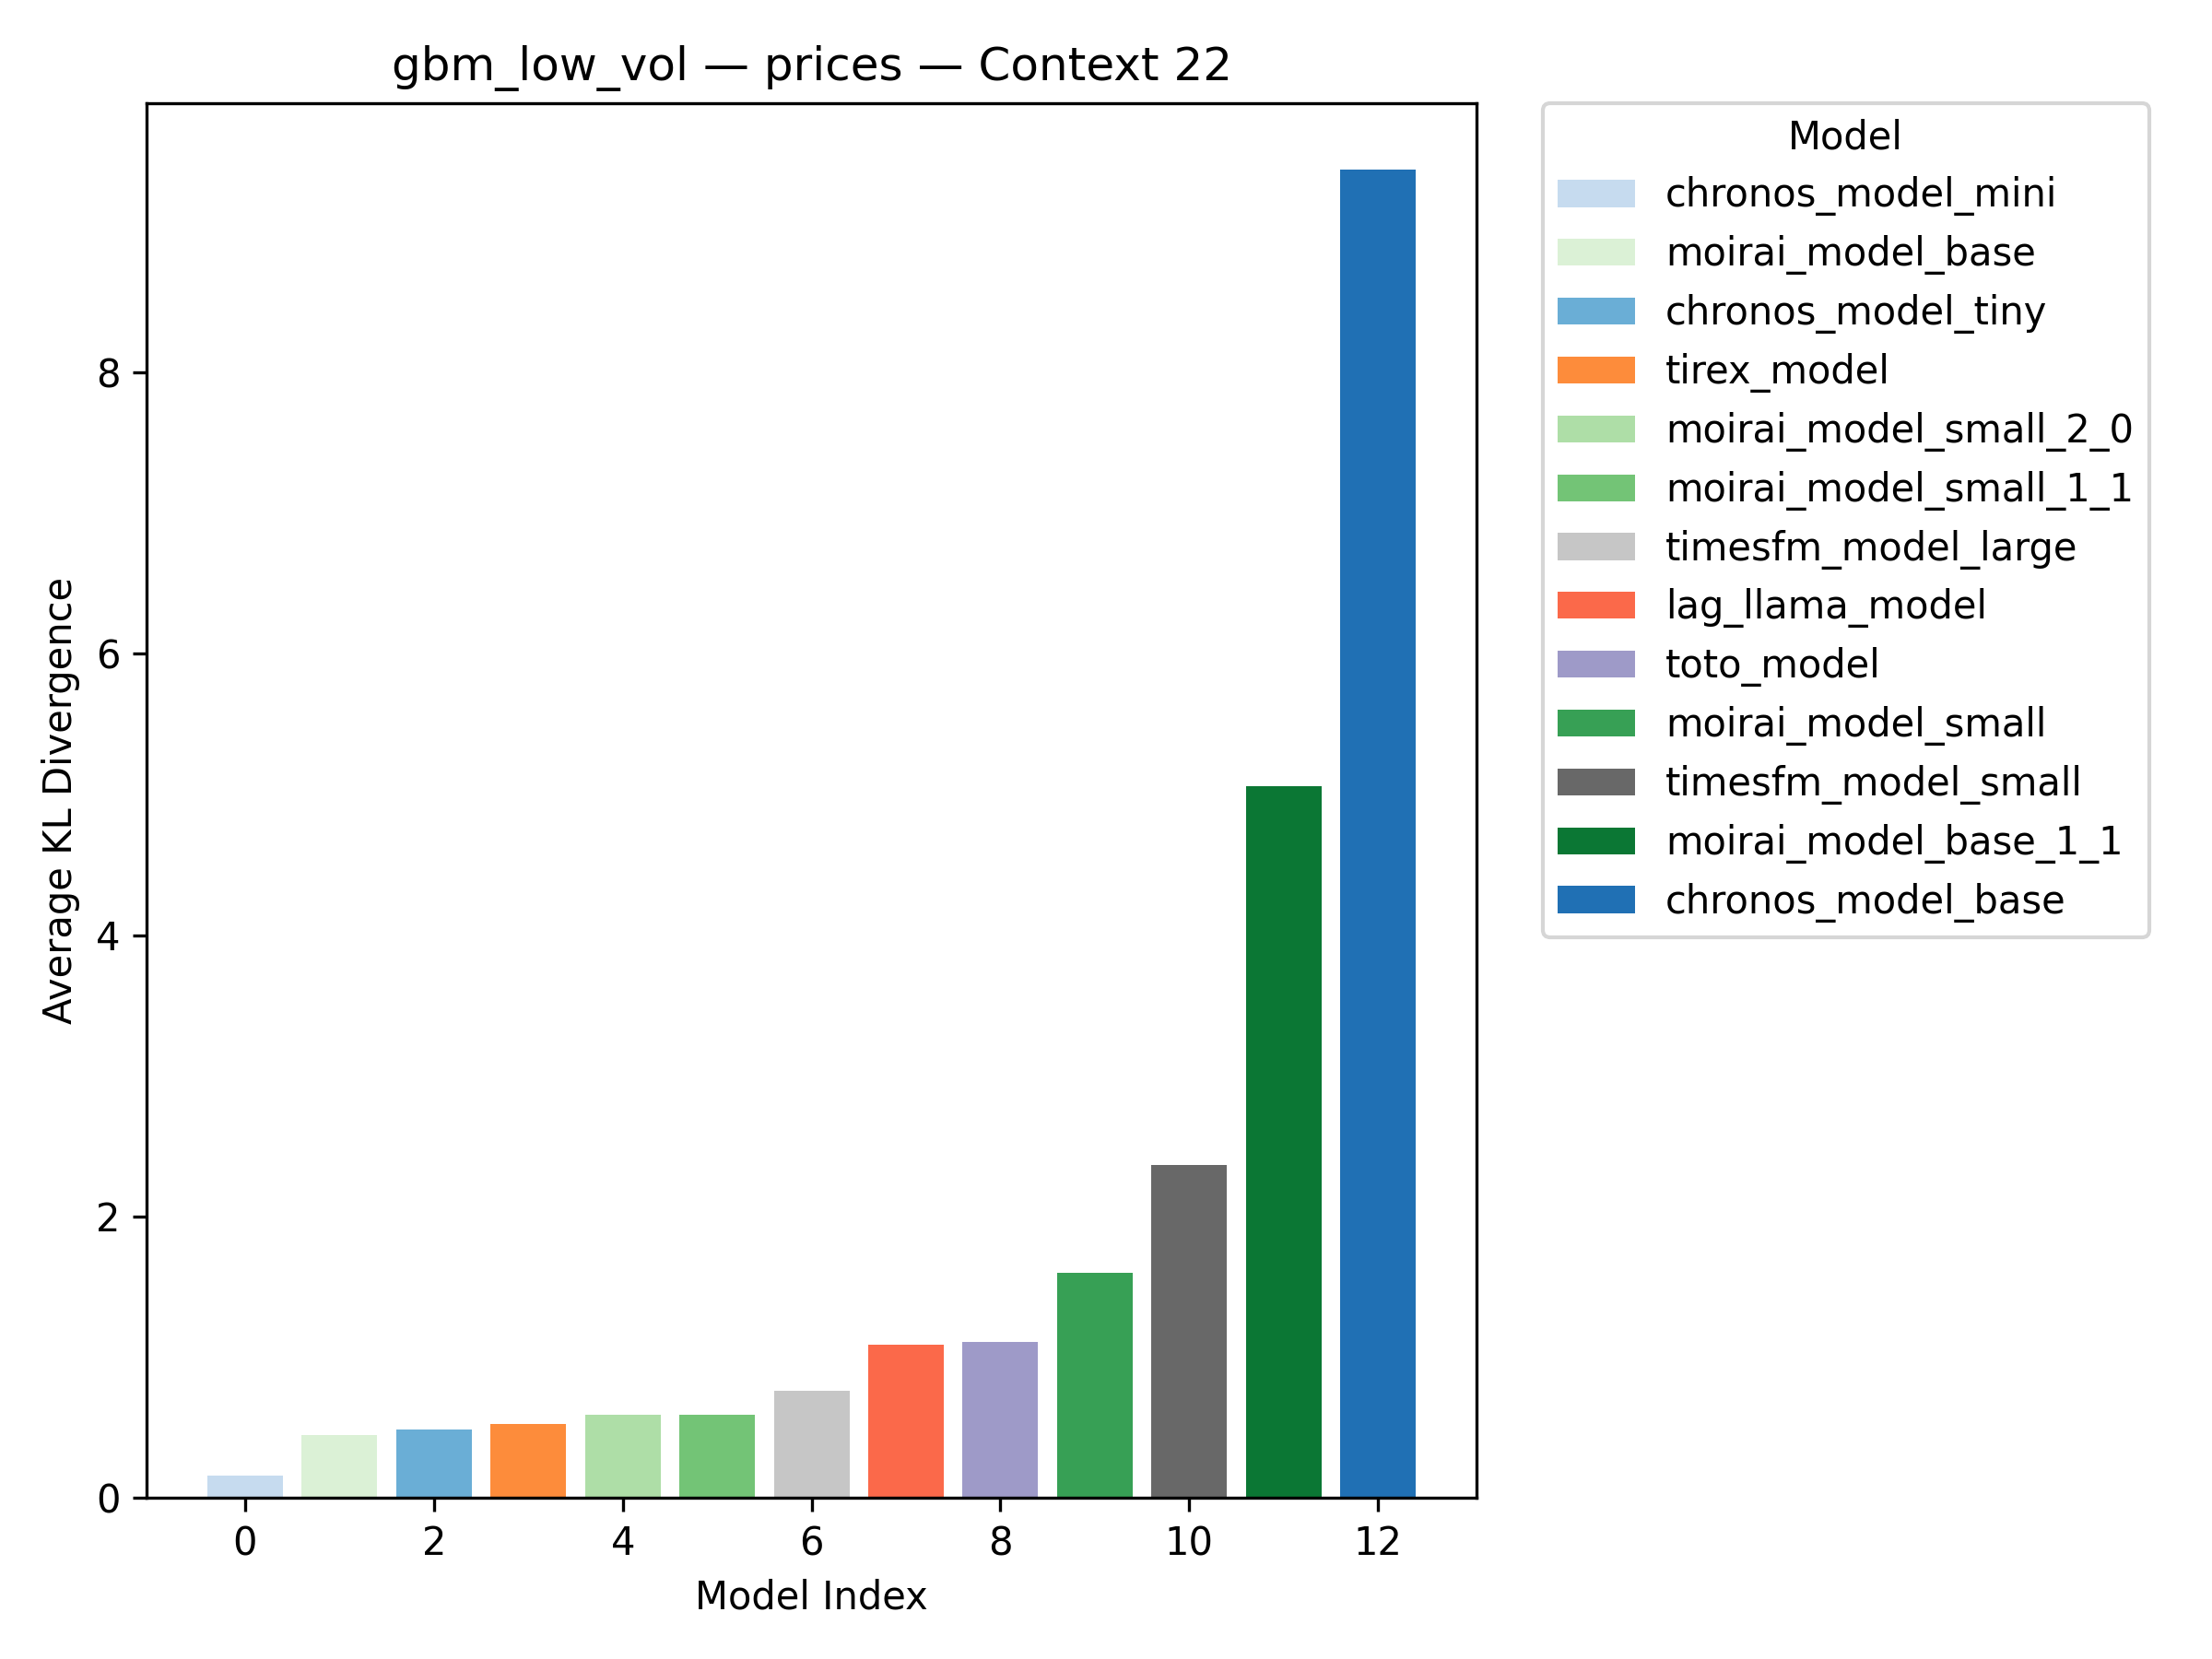 gbm_low_vol — prices — Context 22
Average KL Divergence
8
6
4
2
0
0 2 4 6 8 10 12
Model Index
Model
chronos_model_mini
moirai_model_base
chronos_model_tiny
tirex_model
moirai_model_small_2_0
moirai_model_small_1_1
timesfm_model_large
lag_llama_model
toto_model
moirai_model_small
timesfm_model_small
moirai_model_base_1_1
chronos_model_base